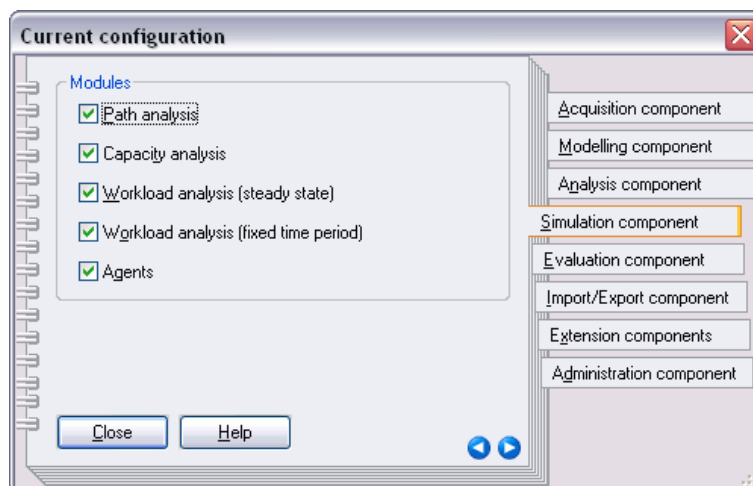 Current configuration
Modules
Path analysis
Capacity analysis
Workload analysis (steady state)
Workload analysis (fixed time period)
Agents
Close
Help
Acquisition component
Modelling component
Analysis component
Simulation component
Evaluation component
Import/Export component
Extension components
Administration component